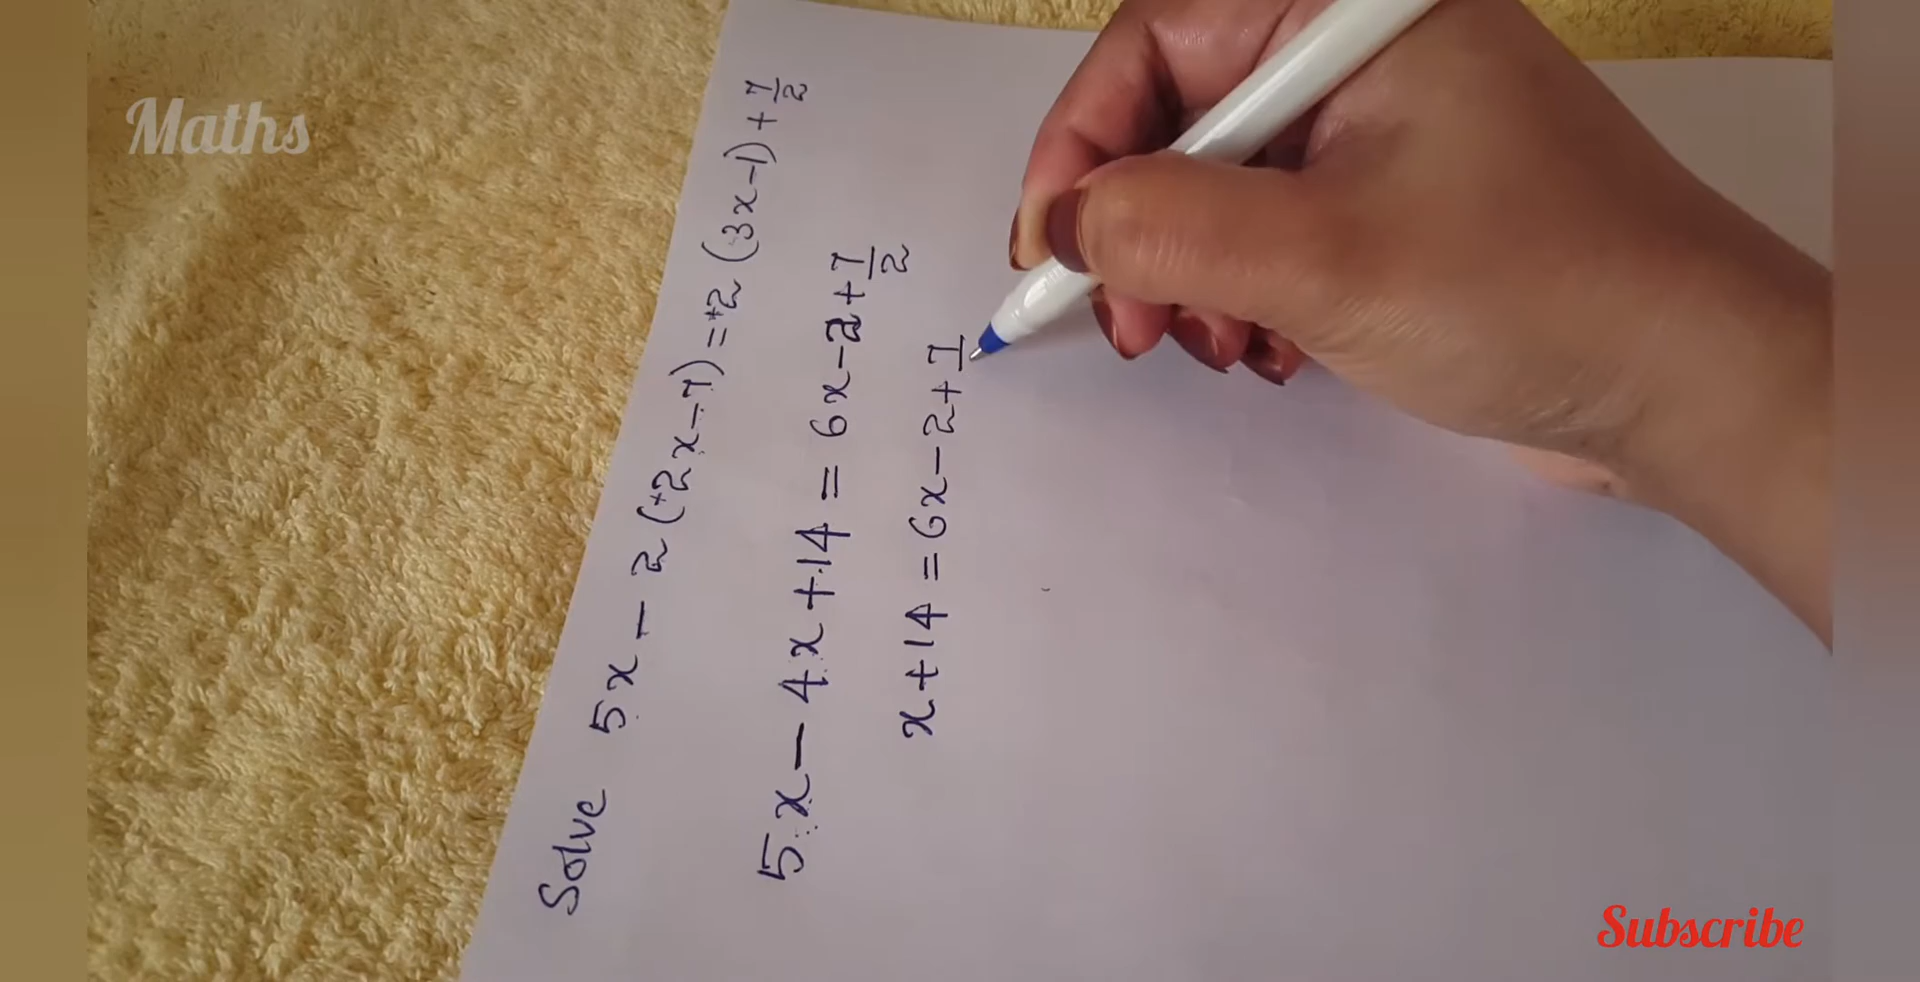 Maths
Solve 5x - 2(+2x-7) = +2(3x-1) + 7/2
5x - 4x + 14 = 6x - 2 + 7/2
x + 14 = 6x - 2 + 7
Subscribe